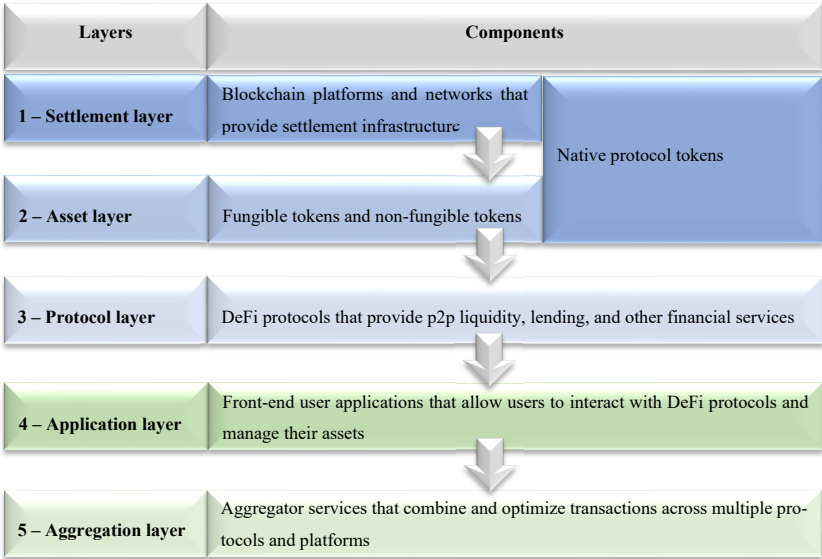 Layers
Components
1 – Settlement layer
Blockchain platforms and networks that
provide settlement infrastructure
Native protocol tokens
2 – Asset layer
Fungible tokens and non-fungible tokens
3 – Protocol layer
DeFi protocols that provide p2p liquidity, lending, and other financial services
4 – Application layer
Front-end user applications that allow users to interact with DeFi protocols and
manage their assets
5 – Aggregation layer
Aggregator services that combine and optimize transactions across multiple pro-
tocols and platforms